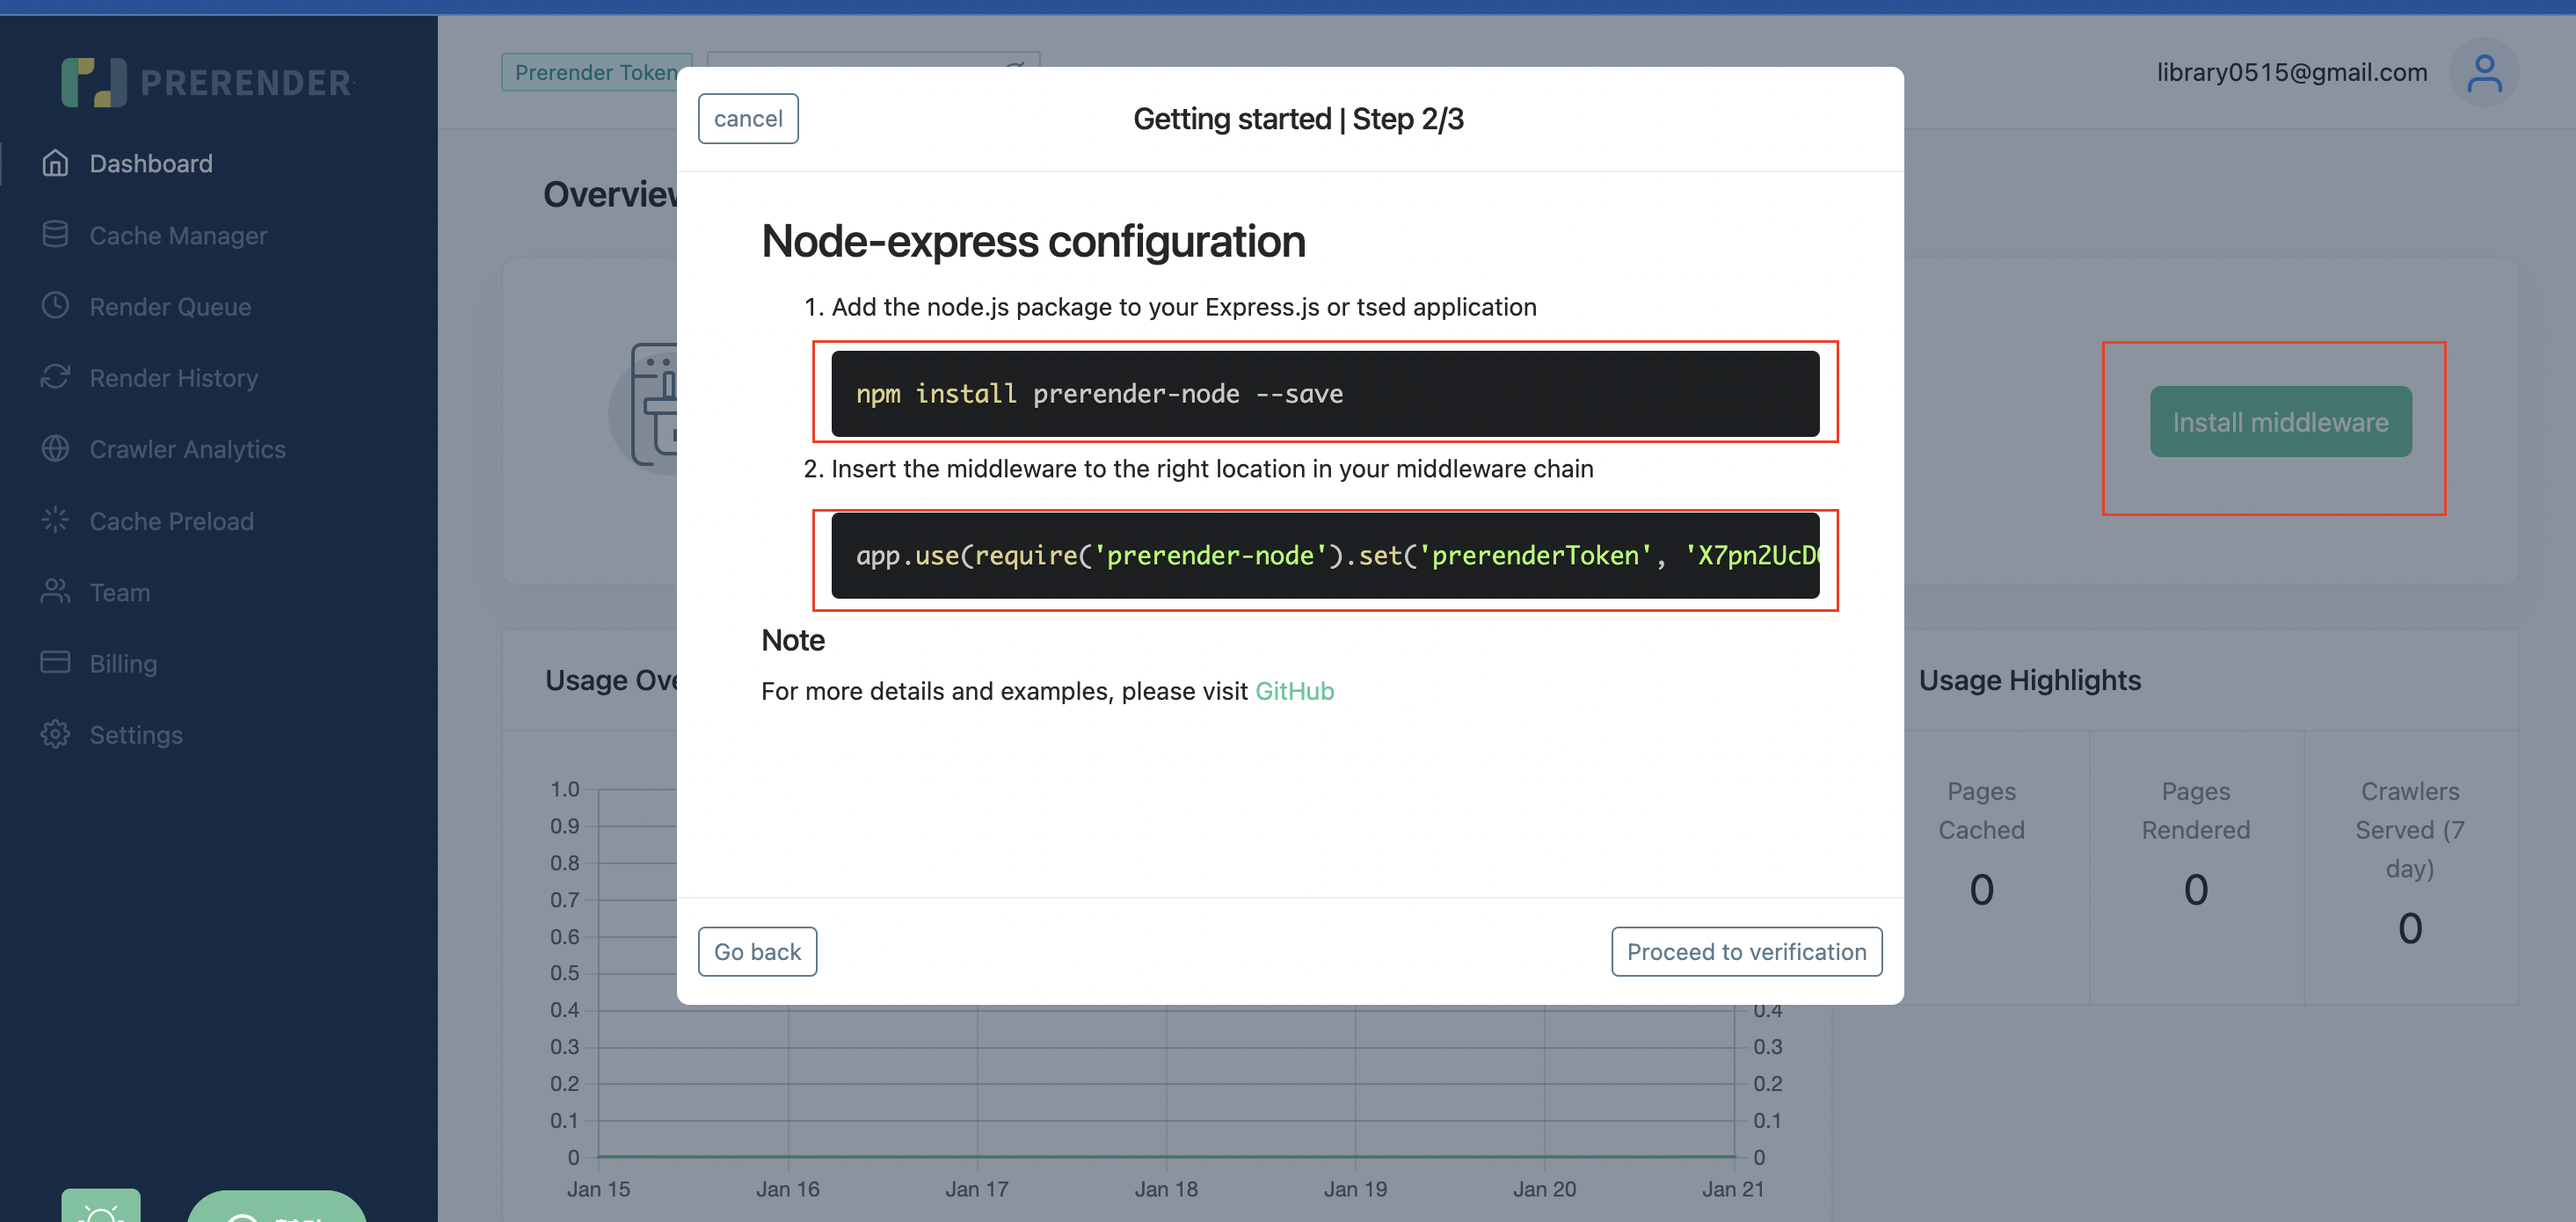 PRERENDER
Dashboard
Cache Manager
Render Queue
Render History
Crawler Analytics
Cache Preload
Team
Billing
Settings
Prerender Token
library0515@gmail.com
Overview
Install middleware
cancel
Getting started | Step 2/3
Node-express configuration
1. Add the node.js package to your Express.js or tsed application
npm install prerender-node --save
2. Insert the middleware to the right location in your middleware chain
app.use(require('prerender-node').set('prerenderToken', 'X7pn2UcD
Note
For more details and examples, please visit GitHub
Go back
Proceed to verification
Usage Ove
1.0
0.9
0.8
0.7
0.6
0.5
0.4
0.3
0.2
0.1
0
0.4
0.3
0.2
0.1
0
Jan 15
Jan 16
Jan 17
Jan 18
Jan 19
Jan 20
Jan 21
Usage Highlights
Pages
Cached
0
Pages
Rendered
0
Crawlers
Served (7
day)
0